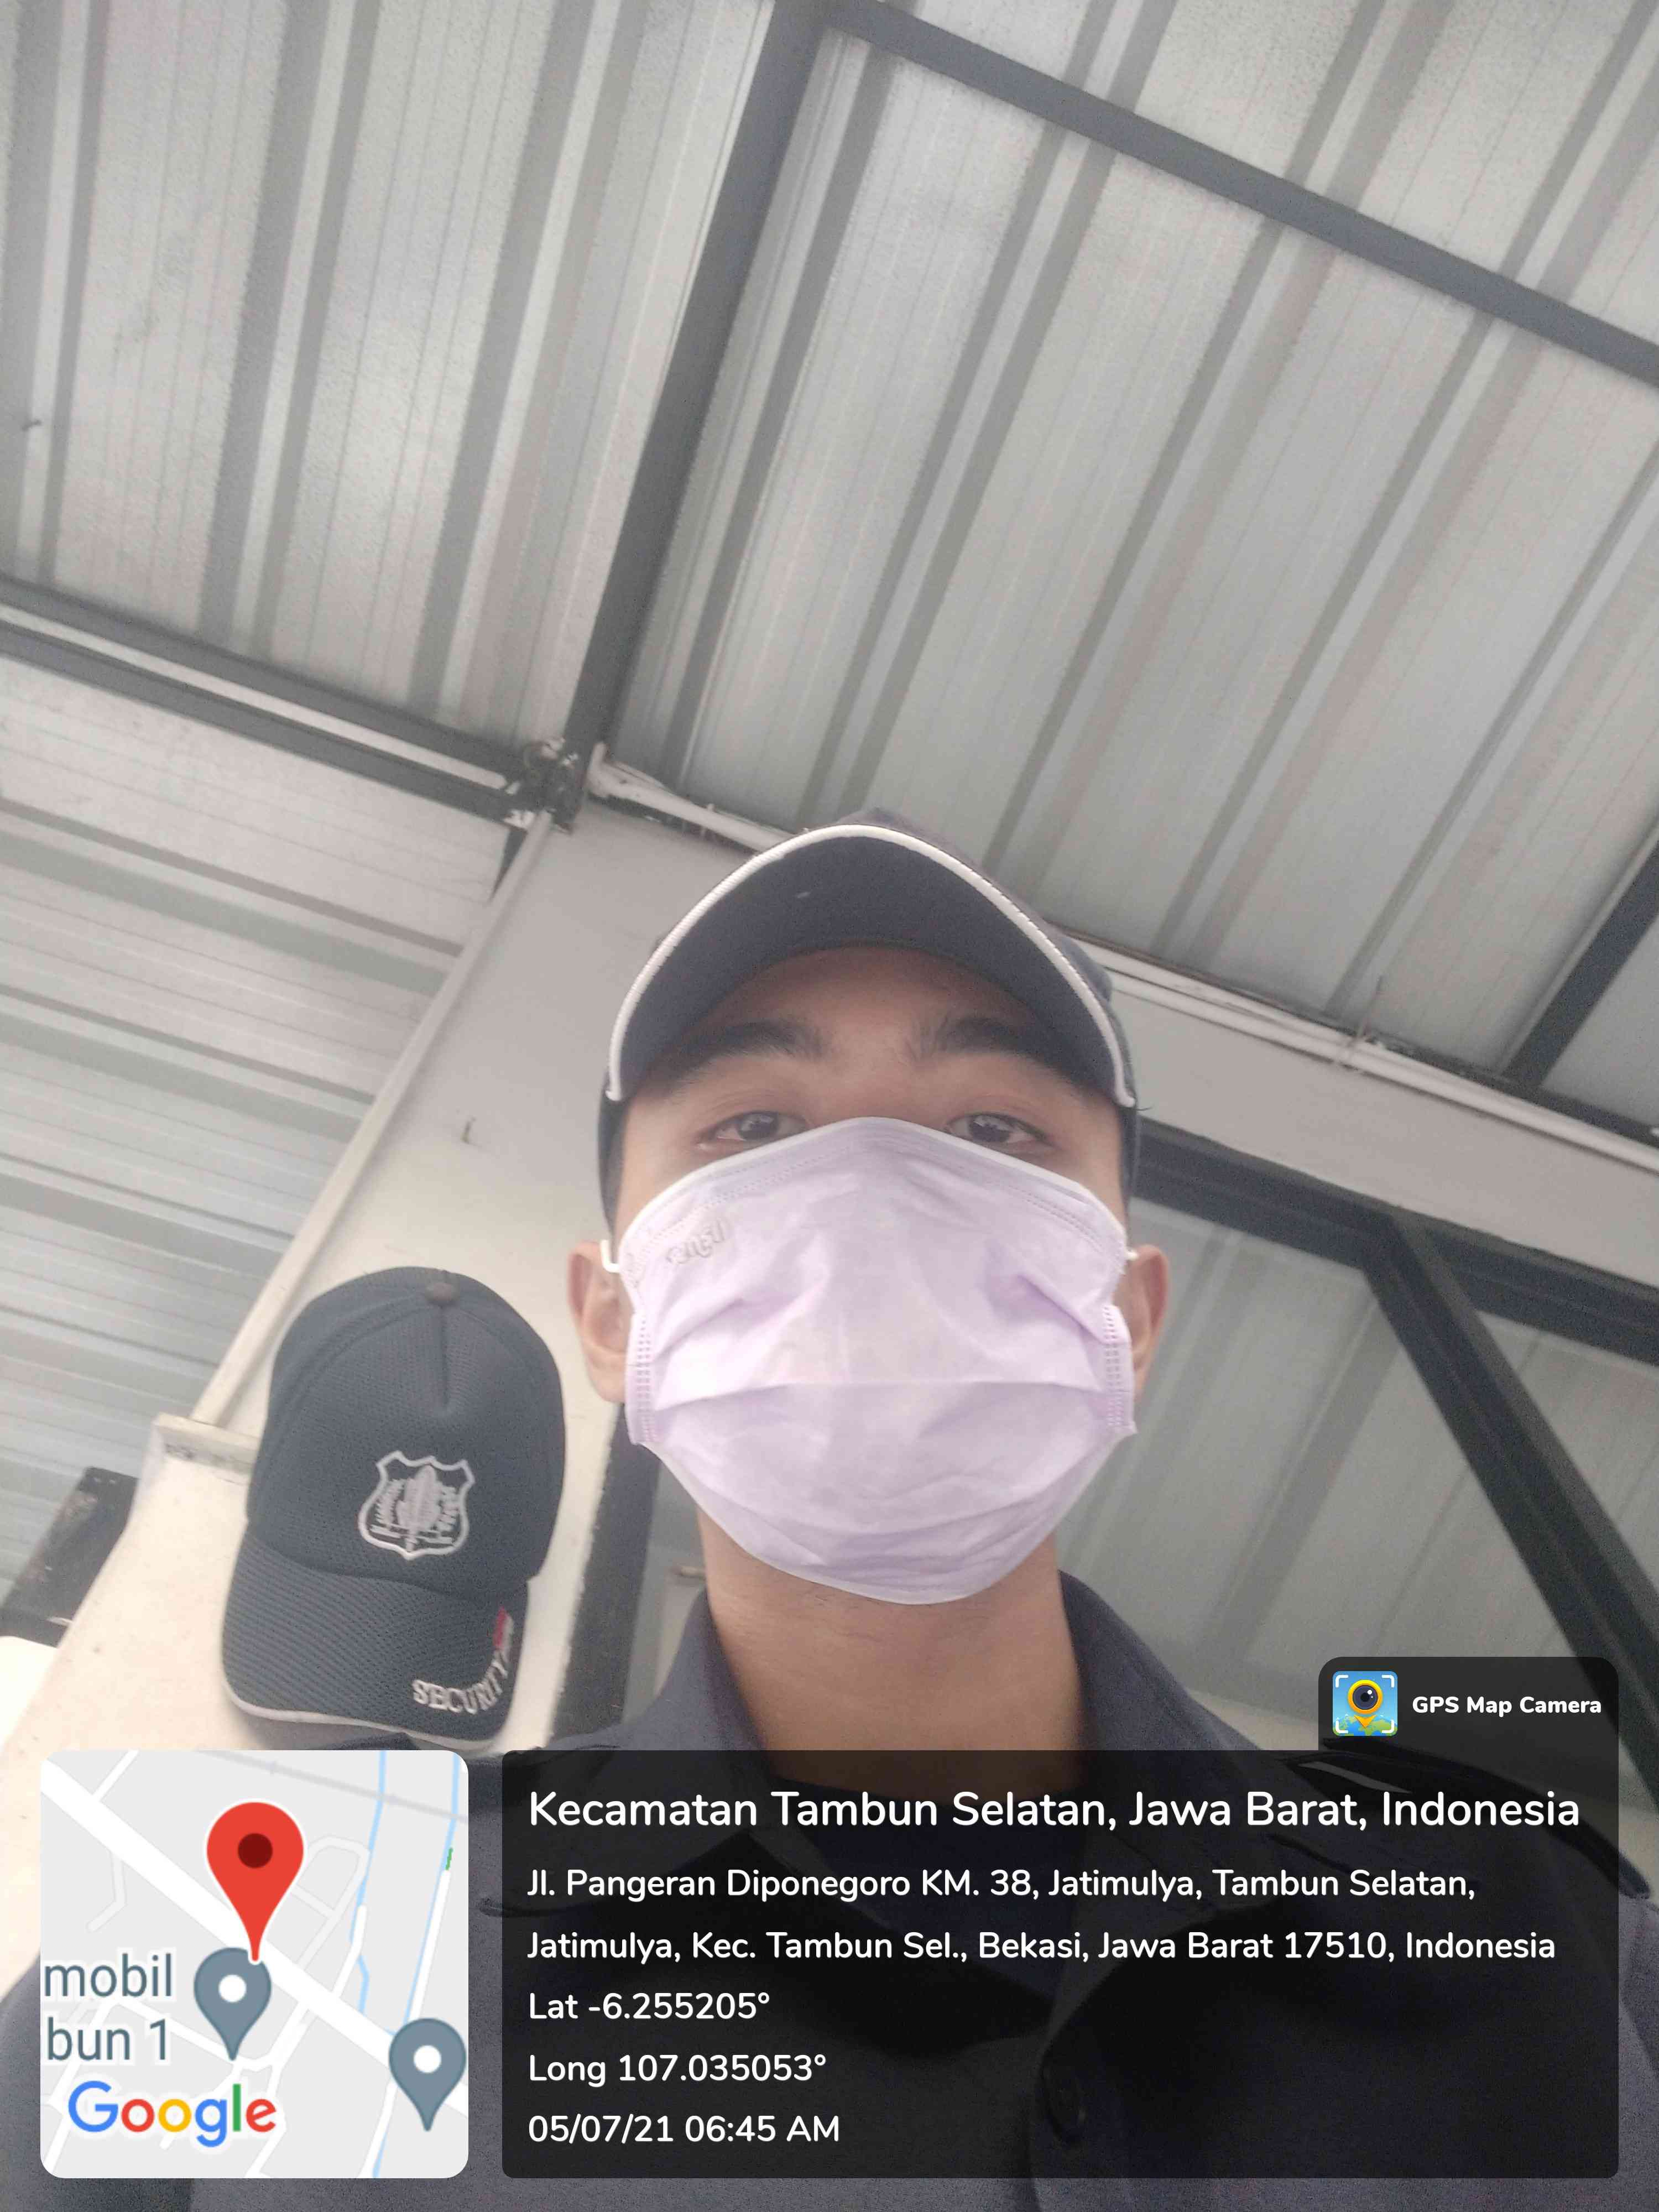 SECURITY
GPS Map Camera
Kecamatan Tambun Selatan, Jawa Barat, Indonesia
Jl. Pangeran Diponegoro KM. 38, Jatimulya, Tambun Selatan,
Jatimulya, Kec. Tambun Sel., Bekasi, Jawa Barat 17510, Indonesia
Lat -6.255205°
Long 107.035053°
05/07/21 06:45 AM
mobil
bun 1
Google